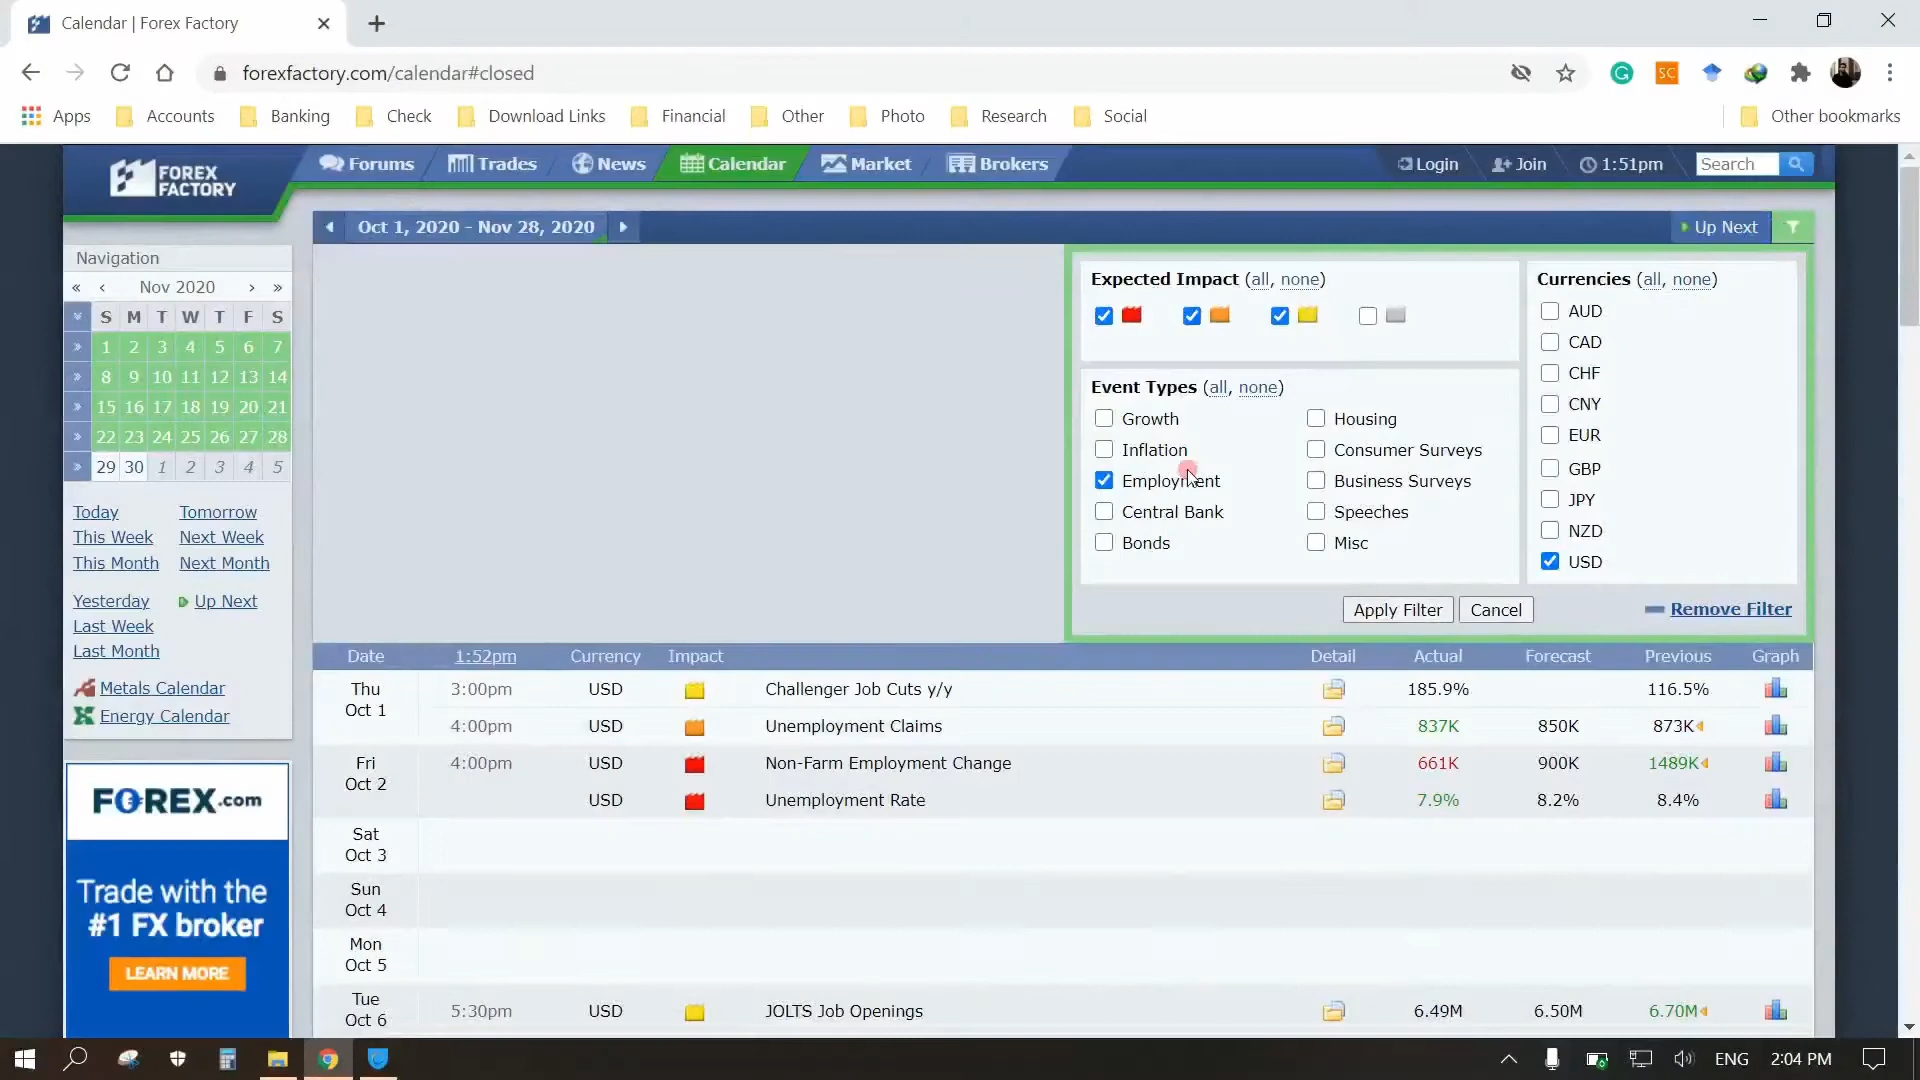 Calendar | Forex Factory
forexfactory.com/calendar#closed
Apps Accounts Banking Check Download Links Financial Other Photo Research Social Other bookmarks
FOREX FACTORY
Forums Trades News Calendar Market Brokers Login Join 1:51pm Search
Oct 1, 2020 - Nov 28, 2020 Up Next
Navigation
« ‹ Nov 2020 › »
S M T W T F S
» 1 2 3 4 5 6 7
» 8 9 10 11 12 13 14
» 15 16 17 18 19 20 21
» 22 23 24 25 26 27 28
» 29 30 1 2 3 4 5
Today Tomorrow
This Week Next Week
This Month Next Month
Yesterday Up Next
Last Week
Last Month
Metals Calendar
Energy Calendar
FOREX.com
Trade with the
#1 FX broker
LEARN MORE
Expected Impact (all, none)
Event Types (all, none)
Growth Housing
Inflation Consumer Surveys
Employment Business Surveys
Central Bank Speeches
Bonds Misc
Currencies (all, none)
AUD
CAD
CHF
CNY
EUR
GBP
JPY
NZD
USD
Apply Filter Cancel Remove Filter
Date 1:52pm Currency Impact Detail Actual Forecast Previous Graph
Thu Oct 1 3:00pm USD Challenger Job Cuts y/y 185.9% 116.5%
4:00pm USD Unemployment Claims 837K 850K 873K
Fri Oct 2 4:00pm USD Non-Farm Employment Change 661K 900K 1489K
USD Unemployment Rate 7.9% 8.2% 8.4%
Sat Oct 3
Sun Oct 4
Mon Oct 5
Tue Oct 6 5:30pm USD JOLTS Job Openings 6.49M 6.50M 6.70M
ENG 2:04 PM